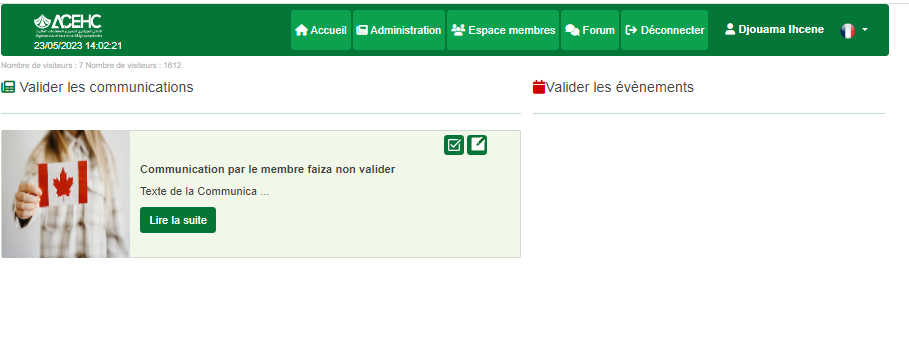 ACEHC
23/05/2023 14:02:21
Accueil
Administration
Espace membres
Forum
Déconnecter
Djouama Ihcene
Nombre de visiteurs : 7 Nombre de visiteurs : 1612
Valider les communications
Valider les évènements
Communication par le membre faiza non valider
Texte de la Communica ...
Lire la suite